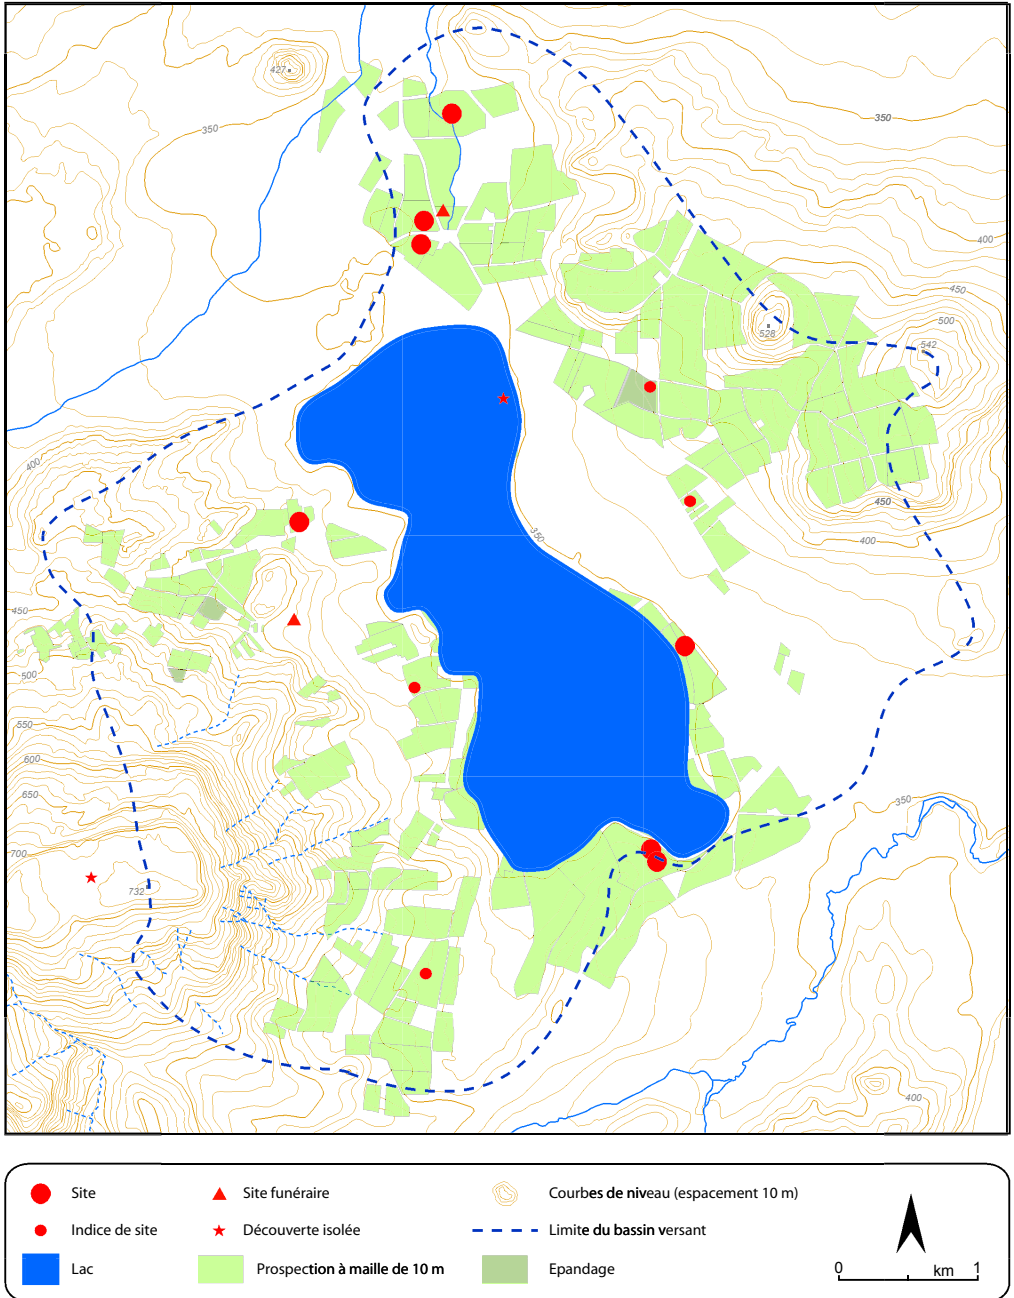 427
350
350
400
450
500
528
542
400
450
400
350
450
500
550
600
650
700
732
350
400
Site
Site funéraire
Courbes de niveau (espacement 10 m)
Indice de site
Découverte isolée
Limite du bassin versant
Lac
Prospection à maille de 10 m
Epandage
0 km 1